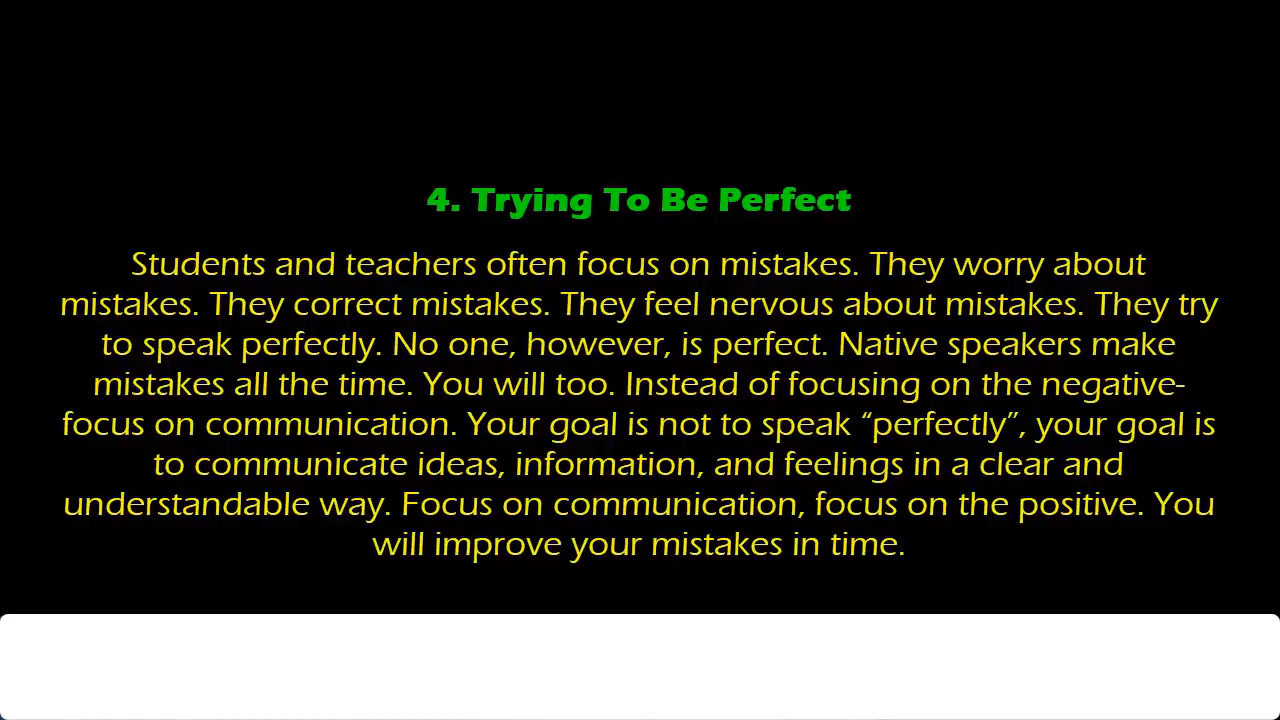 4. Trying To Be Perfect
Students and teachers often focus on mistakes. They worry about
mistakes. They correct mistakes. They feel nervous about mistakes. They try
to speak perfectly. No one, however, is perfect. Native speakers make
mistakes all the time. You will too. Instead of focusing on the negative-
focus on communication. Your goal is not to speak “perfectly”, your goal is
to communicate ideas, information, and feelings in a clear and
understandable way. Focus on communication, focus on the positive. You
will improve your mistakes in time.